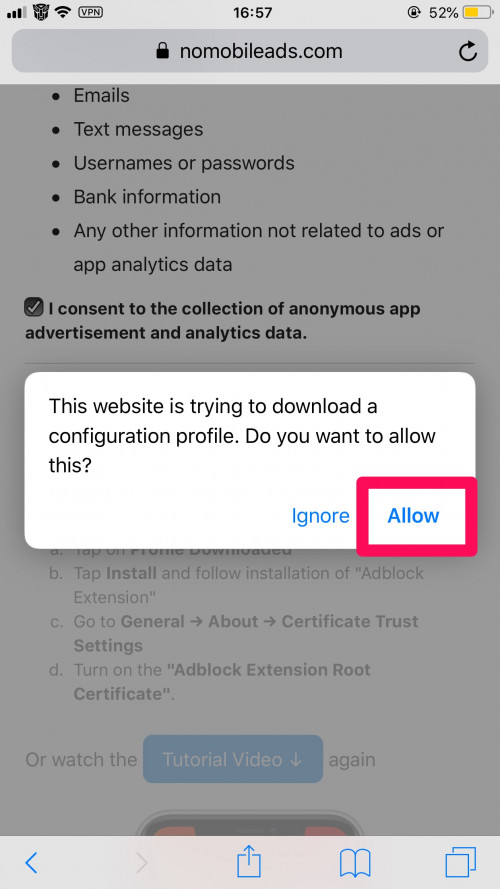 VPN 16:57 52%
nomobileads.com
• Emails
• Text messages
• Usernames or passwords
• Bank information
• Any other information not related to ads or
app analytics data
I consent to the collection of anonymous app
advertisement and analytics data.
This website is trying to download a
configuration profile. Do you want to allow
this?
Ignore Allow
a. Tap on Profile Downloaded
b. Tap Install and follow installation of "Adblock
Extension"
c. Go to General → About → Certificate Trust
Settings
d. Turn on the "Adblock Extension Root
Certificate".
Or watch the Tutorial Video ↓ again